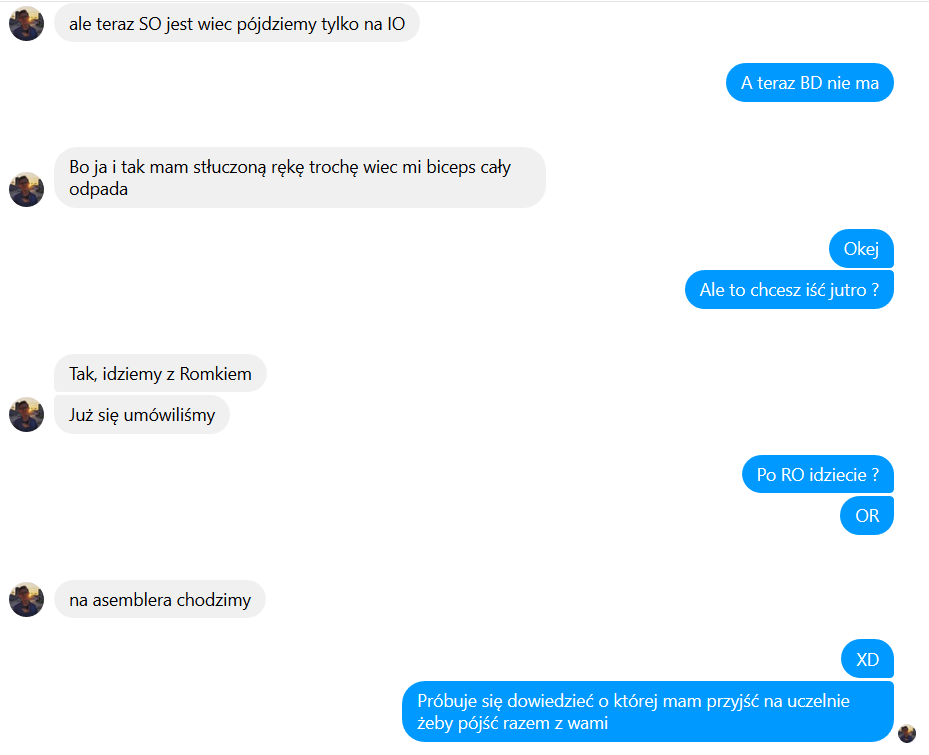 ale teraz SO jest wiec pójdziemy tylko na IO
A teraz BD nie ma
Bo ja i tak mam stłuczoną rękę trochę wiec mi biceps cały
odpada
Okej
Ale to chcesz iść jutro ?
Tak, idziemy z Romkiem
Już się umówiliśmy
Po RO idziecie ?
OR
na asemblera chodzimy
XD
Próbuje się dowiedzieć o której mam przyjść na uczelnie
żeby pójść razem z wami